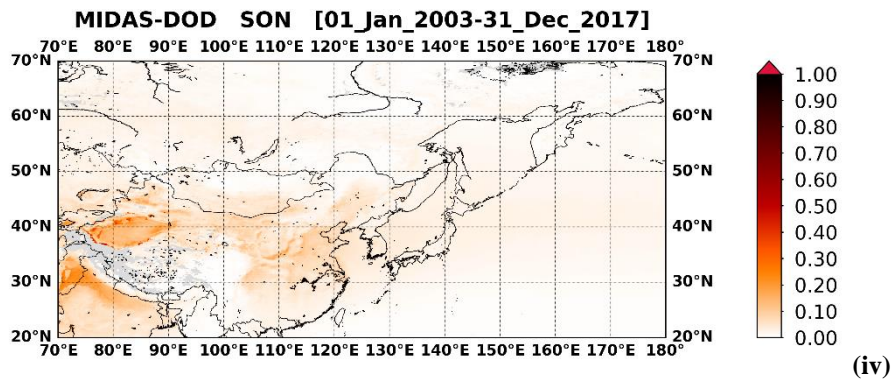 MIDAS-DOD SON [01_Jan_2003-31_Dec_2017]
70° 80° 90° 100° 110° 120° 130° 140° 150° 160° 170° 180°
70°N 70°N
60°N 60°N
50°N 50°N
40°N 40°N
30°N 30°N
20°N 20°N
70° 80° 90° 100° 110° 120° 130° 140° 150° 160° 170° 180°
1.00
0.90
0.80
0.70
0.60
0.50
0.40
0.30
0.20
0.10
0.00
(iv)